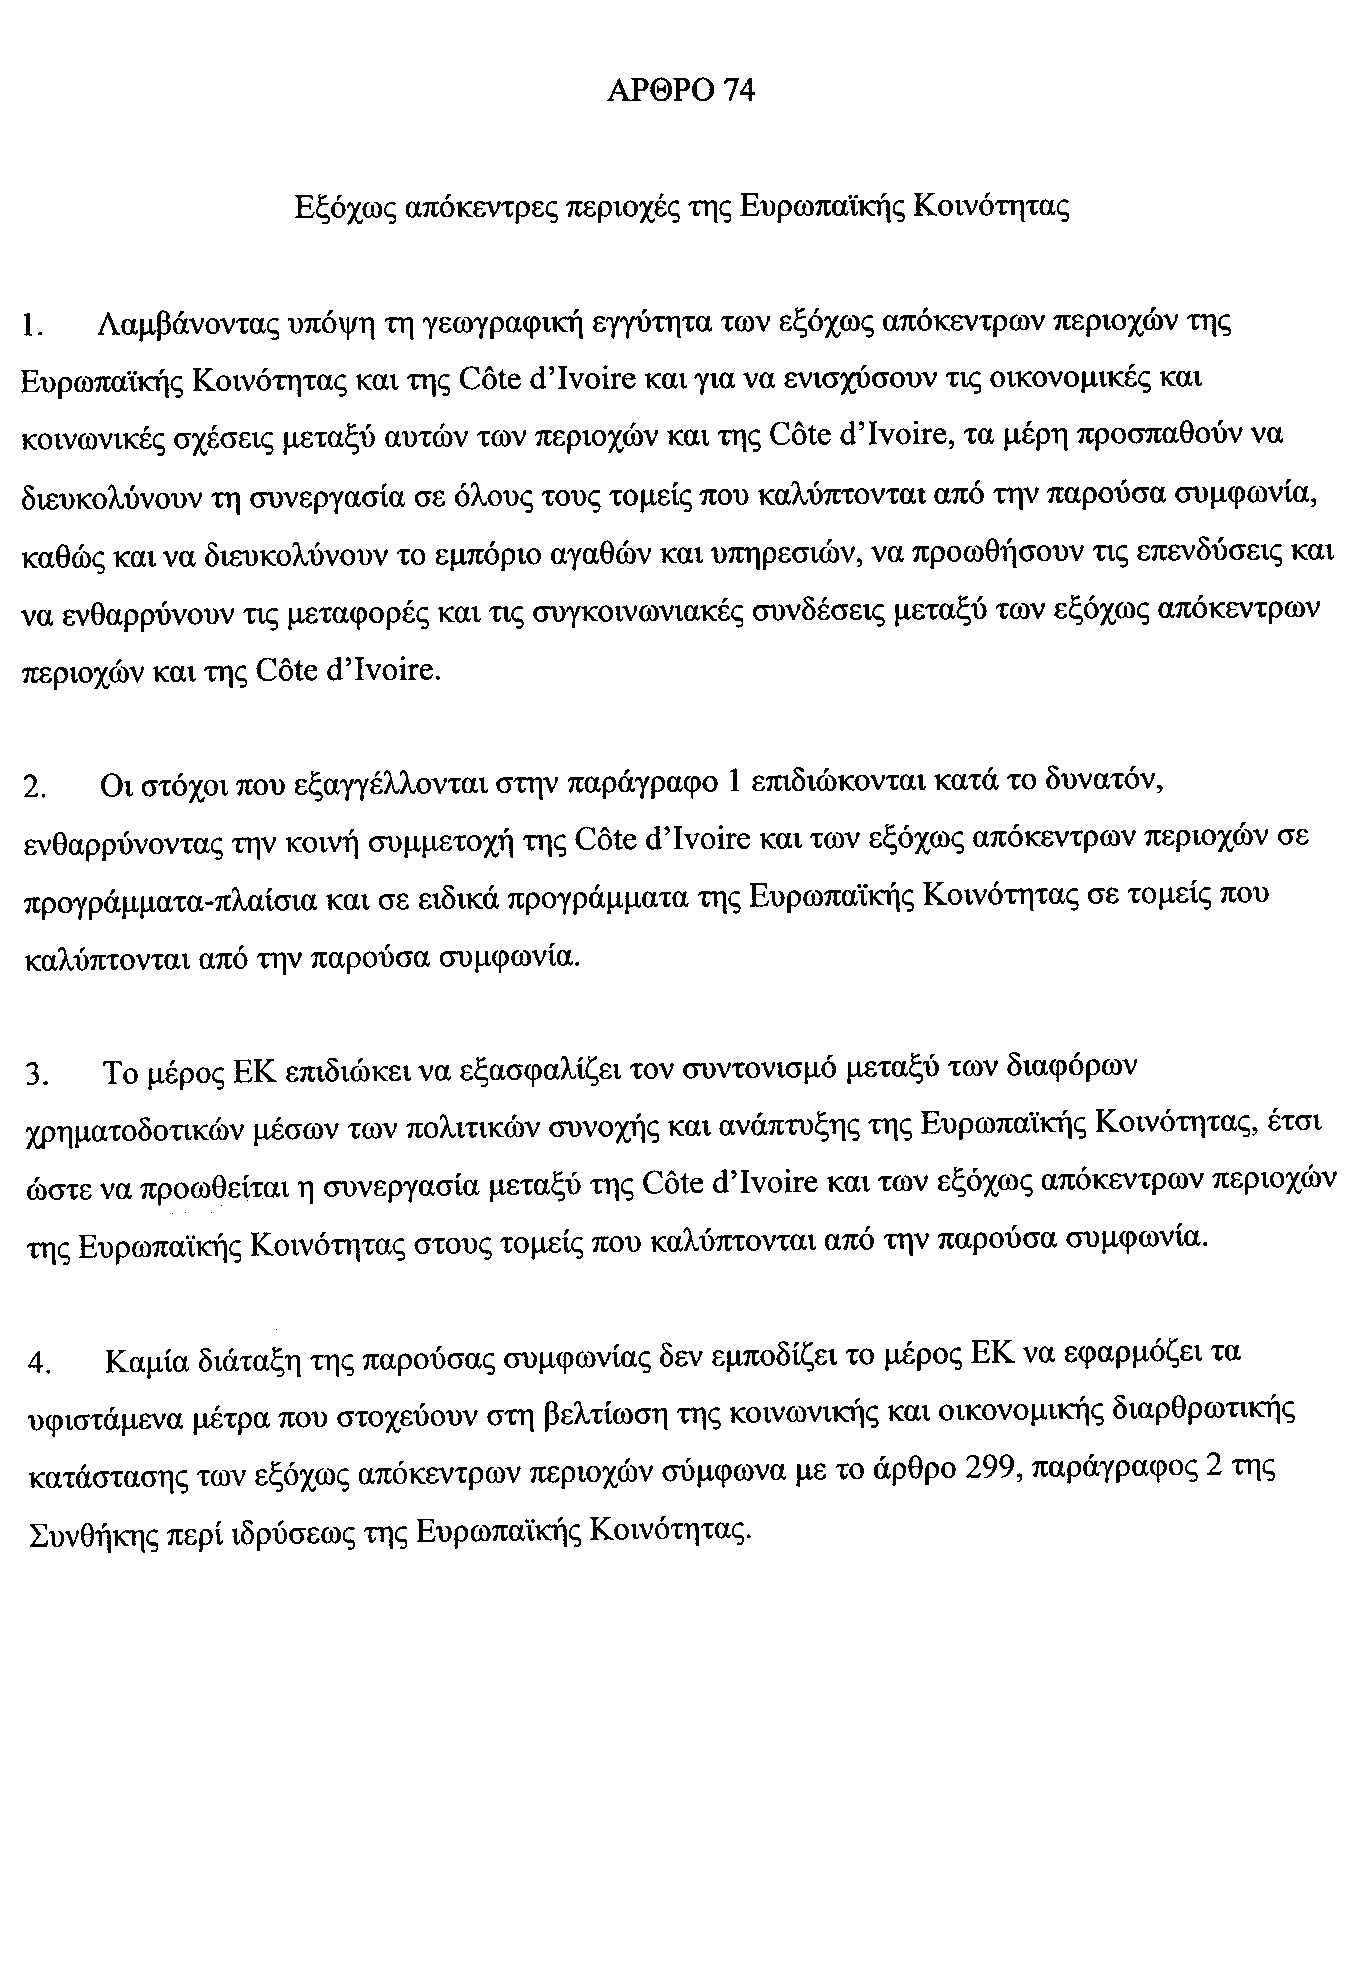 ΑΡΘΡΟ 74
Εξόχως απόκεντρες περιοχές της Ευρωπαϊκής Κοινότητας
1. Λαμβάνοντας υπόψη τη γεωγραφική εγγύτητα των εξόχως απόκεντρων περιοχών της
Ευρωπαϊκής Κοινότητας και της Côte d’Ivoire και για να ενισχύσουν τις οικονομικές και
κοινωνικές σχέσεις μεταξύ αυτών των περιοχών και της Côte d’Ivoire, τα μέρη προσπαθούν να
διευκολύνουν τη συνεργασία σε όλους τους τομείς που καλύπτονται από την παρούσα συμφωνία,
καθώς και να διευκολύνουν το εμπόριο αγαθών και υπηρεσιών, να προωθήσουν τις επενδύσεις και
να ενθαρρύνουν τις μεταφορές και τις συγκοινωνιακές συνδέσεις μεταξύ των εξόχως απόκεντρων
περιοχών και της Côte d’Ivoire.
2. Οι στόχοι που εξαγγέλλονται στην παράγραφο 1 επιδιώκονται κατά το δυνατόν,
ενθαρρύνοντας την κοινή συμμετοχή της Côte d’Ivoire και των εξόχως απόκεντρων περιοχών σε
προγράμματα-πλαίσια και σε ειδικά προγράμματα της Ευρωπαϊκής Κοινότητας σε τομείς που
καλύπτονται από την παρούσα συμφωνία.
3. Το μέρος ΕΚ επιδιώκει να εξασφαλίζει τον συντονισμό μεταξύ των διαφόρων
χρηματοδοτικών μέσων των πολιτικών συνοχής και ανάπτυξης της Ευρωπαϊκής Κοινότητας, έτσι
ώστε να προωθείται η συνεργασία μεταξύ της Côte d’Ivoire και των εξόχως απόκεντρων περιοχών
της Ευρωπαϊκής Κοινότητας στους τομείς που καλύπτονται από την παρούσα συμφωνία.
4. Καμία διάταξη της παρούσας συμφωνίας δεν εμποδίζει το μέρος ΕΚ να εφαρμόζει τα
υφιστάμενα μέτρα που στοχεύουν στη βελτίωση της κοινωνικής και οικονομικής διαρθρωτικής
κατάστασης των εξόχως απόκεντρων περιοχών σύμφωνα με το άρθρο 299, παράγραφος 2 της
Συνθήκης περί ιδρύσεως της Ευρωπαϊκής Κοινότητας.